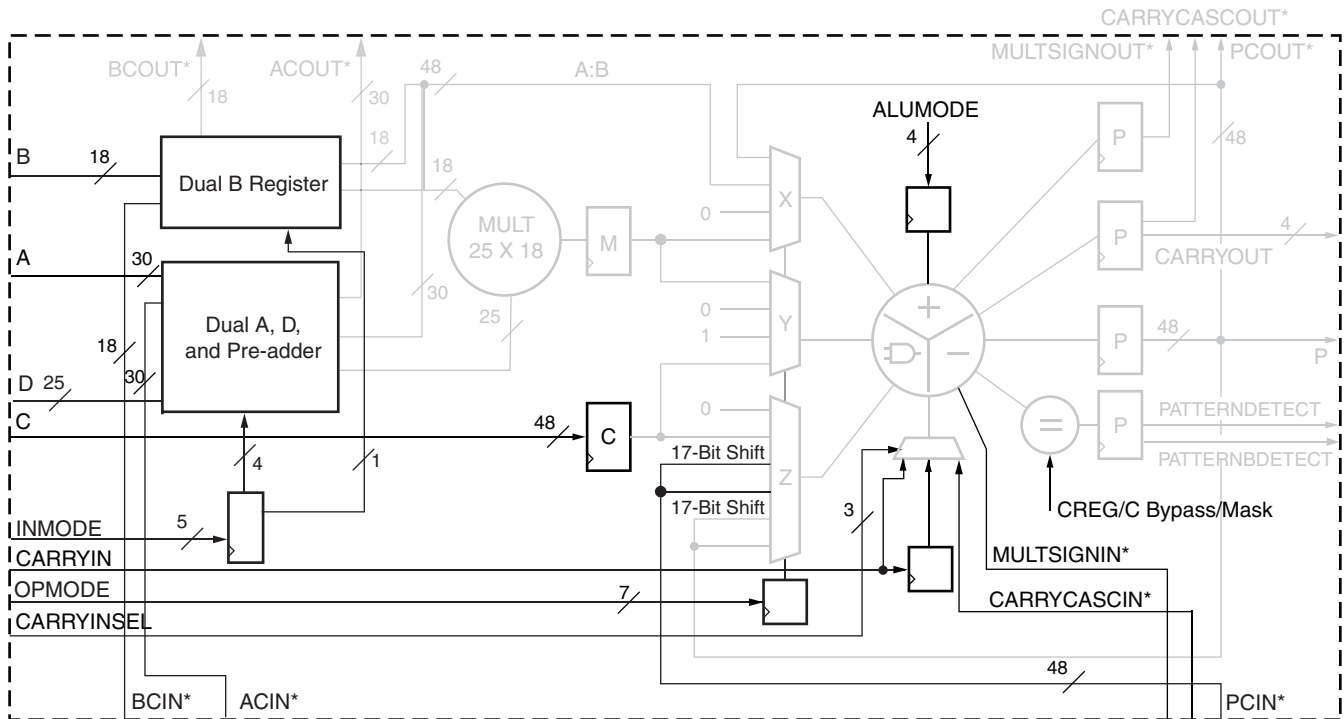 CARRYCASCOUT*
MULTSIGNOUT*
PCOUT*
BCOUT*
ACOUT*
48
A:B
18
30
ALUMODE
4
P
48
B
18
Dual B Register
18
18
MULT
25 X 18
M
0
X
4
P
CARRYOUT
A
30
Dual A, D,
and Pre-adder
30
25
0
1
Y
+
−
48
P
P
18
30
D
25
C
48
C
0
17-Bit Shift
17-Bit Shift
Z
=
P
PATTERNDETECT
PATTERNBDETECT
4
1
3
CREG/C Bypass/Mask
INMODE
5
CARRYIN
MULTSIGNIN*
OPMODE
7
CARRYCASCIN*
CARRYINSEL
48
BCIN*
ACIN*
PCIN*